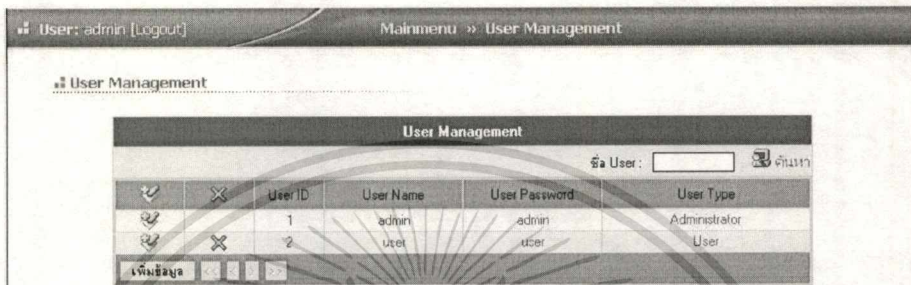 User: admin [Logout] Mainmenu » User Management
User Management
User Management
ชื่อ User : ค้นหา
User ID User Name User Password User Type
1 admin admin Administrator
2 user user User
เพิ่มข้อมูล << < > >>